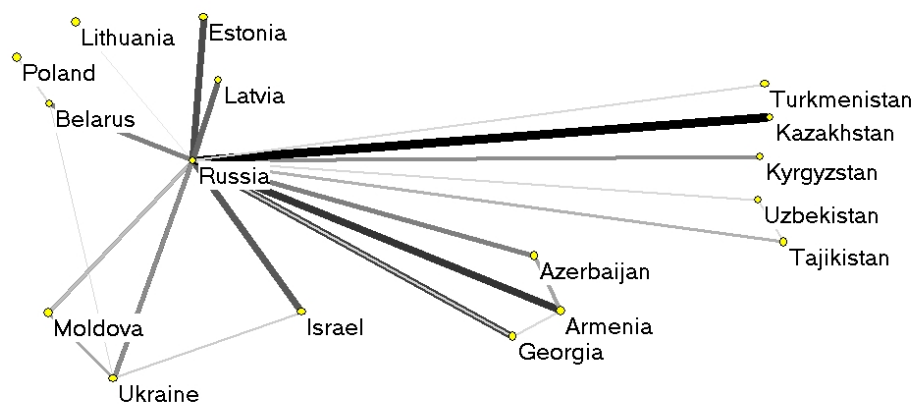 Lithuania
Estonia
Poland
Latvia
Belarus
Turkmenistan
Kazakhstan
Russia
Kyrgyzstan
Uzbekistan
Tajikistan
Azerbaijan
Moldova
Israel
Armenia
Georgia
Ukraine